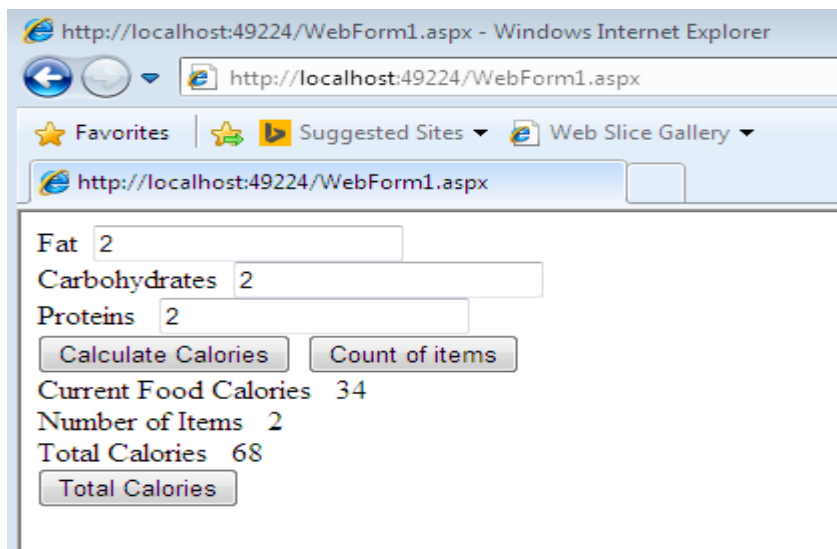 http://localhost:49224/WebForm1.aspx - Windows Internet Explorer
http://localhost:49224/WebForm1.aspx
Favorites Suggested Sites Web Slice Gallery
http://localhost:49224/WebForm1.aspx
Fat 2
Carbohydrates 2
Proteins 2
Calculate Calories Count of items
Current Food Calories 34
Number of Items 2
Total Calories 68
Total Calories